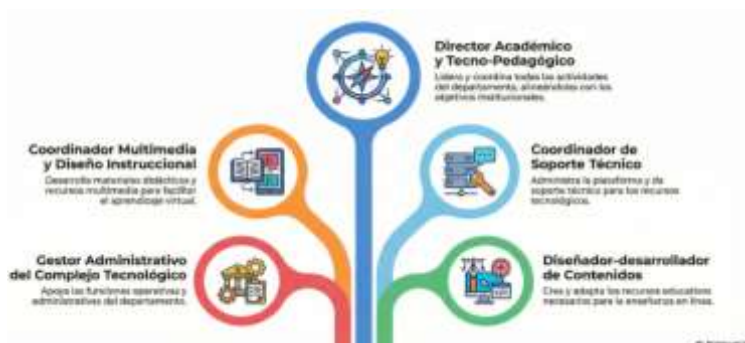 Director Académico
y Tecno-Pedagógico
Lidera y coordina todas las actividades
del departamento, alineándolas con los
objetivos institucionales.
Coordinador Multimedia
y Diseño Instruccional
Desarrolla materiales didácticos y
recursos multimedia para facilitar
el aprendizaje virtual.
Coordinador de
Soporte Técnico
Administra la plataforma y da
soporte técnico para los recursos
tecnológicos.
Gestor Administrativo
del Complejo Tecnológico
Apoya las funciones operativas y
administrativas del departamento.
Diseñador-desarrollador
de Contenidos
Crea y adapta los recursos educativos
necesarios para la enseñanza en línea.